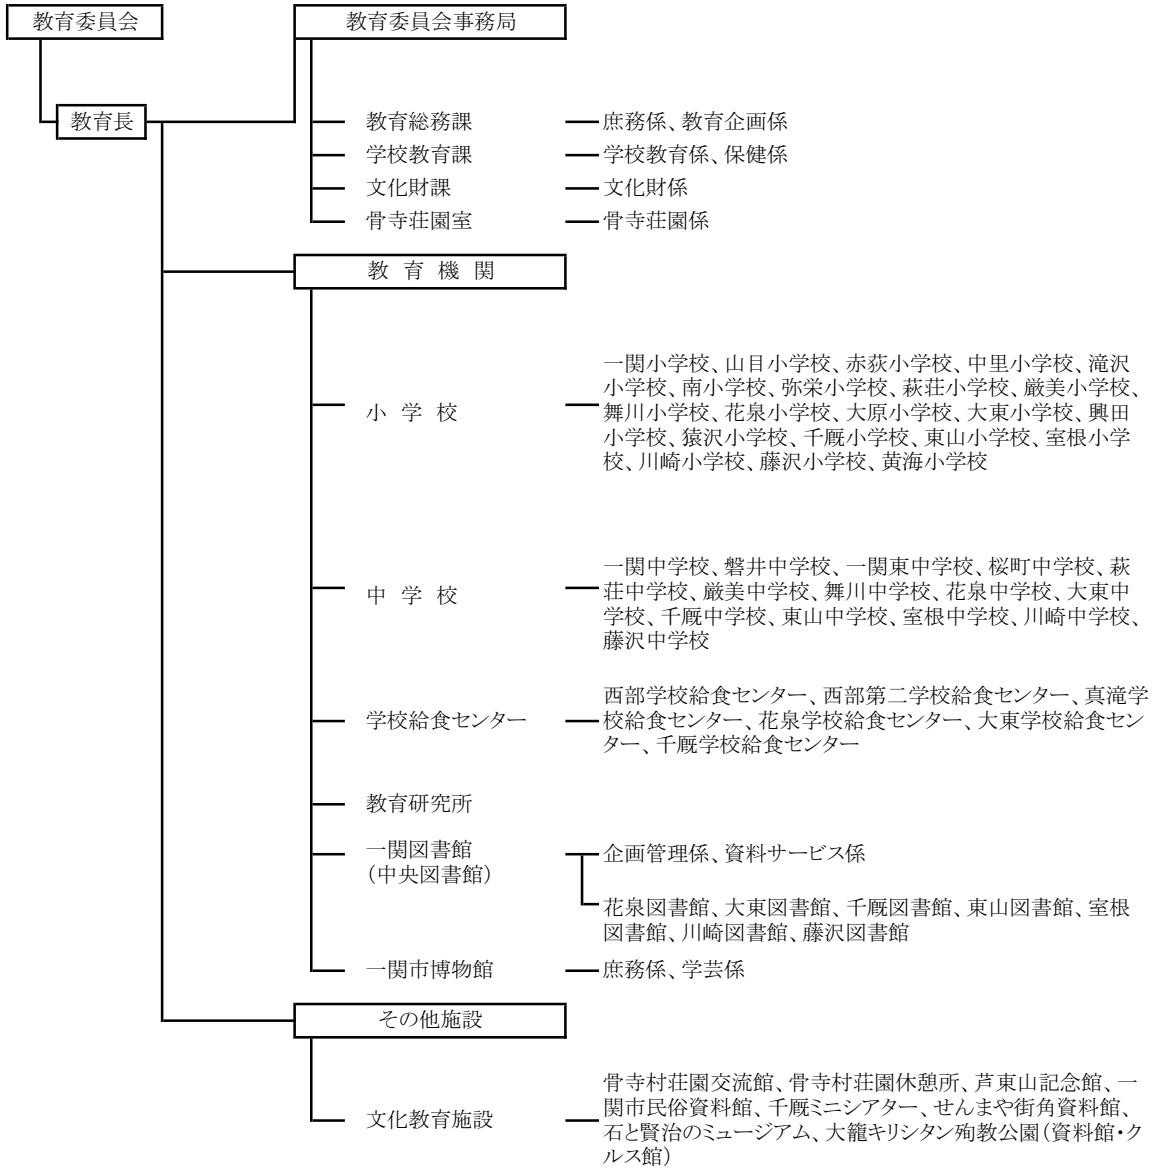 教育委員会
教育委員会事務局
教育長
教育総務課
庶務係、教育企画係
学校教育課
学校教育係、保健係
文化財課
文化財係
骨寺荘園室
骨寺荘園係
教 育 機 関
小 学 校
一関小学校、山目小学校、赤荻小学校、中里小学校、滝沢
小学校、南小学校、弥栄小学校、萩荘小学校、厳美小学校、
舞川小学校、花泉小学校、大原小学校、大東小学校、興田
小学校、猿沢小学校、千厩小学校、東山小学校、室根小学
校、川崎小学校、藤沢小学校、黄海小学校
中 学 校
一関中学校、磐井中学校、一関東中学校、桜町中学校、萩
荘中学校、厳美中学校、舞川中学校、花泉中学校、大東中
学校、千厩中学校、東山中学校、室根中学校、川崎中学校、
藤沢中学校
学校給食センター
西部学校給食センター、西部第二学校給食センター、真滝学
校給食センター、花泉学校給食センター、大東学校給食セン
ター、千厩学校給食センター
教育研究所
一関図書館
（中央図書館）
企画管理係、資料サービス係
花泉図書館、大東図書館、千厩図書館、東山図書館、室根
図書館、川崎図書館、藤沢図書館
一関市博物館
庶務係、学芸係
その他施設
文化教育施設
骨寺村荘園交流館、骨寺村荘園休憩所、芦東山記念館、一
関市民俗資料館、千厩ミニシアター、せんまや街角資料館、
石と賢治のミュージアム、大籠キリシタン殉教公園（資料館・ク
ルス館）